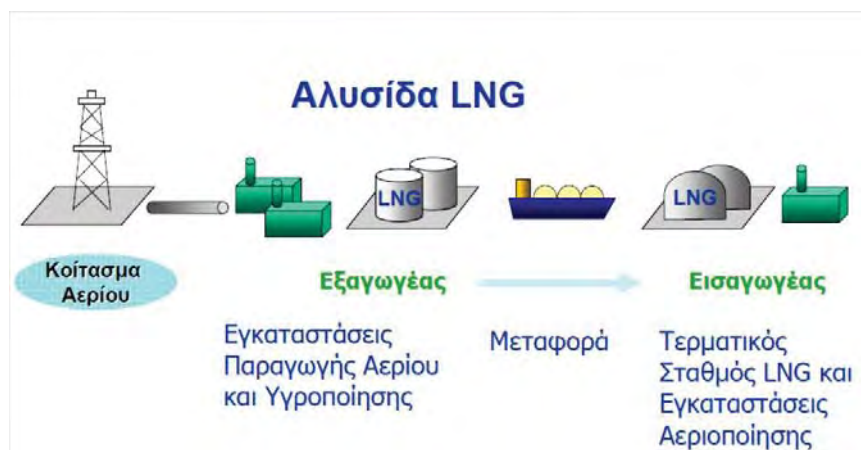 Αλυσίδα LNG
LNG
LNG
Κοίτασμα
Αερίου
Εξαγωγέας
Εισαγωγέας
Εγκαταστάσεις
Παραγωγής Αερίου
και Υγροποίησης
Μεταφορά
Τερματικός
Σταθμός LNG και
Εγκαταστάσεις
Αεριοποίησης